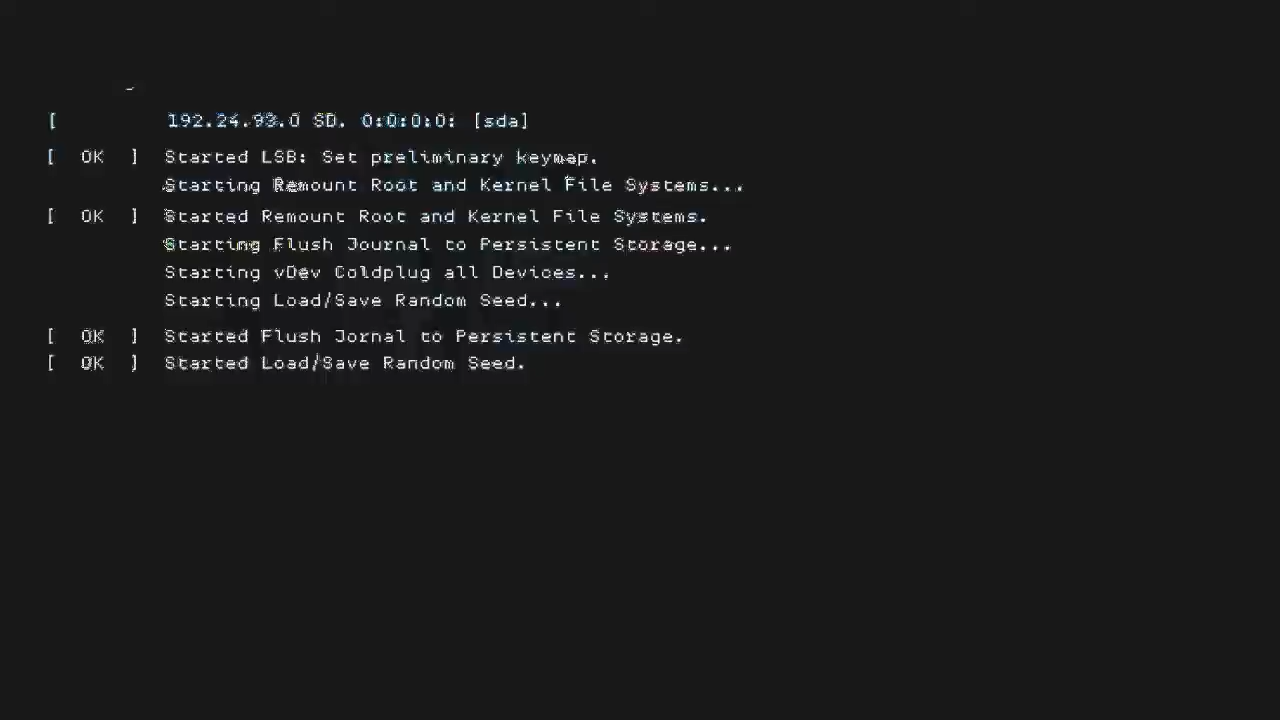 [ 192.24.93.0 SD. 0:0:0:0: [sda]
[ OK ] Started LSB: Set preliminary keymap.
Starting Remount Root and Kernel File Systems...
[ OK ] Started Remount Root and Kernel File Systems.
Starting Flush Journal to Persistent Storage...
Starting vDev Coldplug all Devices...
Starting Load/Save Random Seed...
[ OK ] Started Flush Jornal to Persistent Storage.
[ OK ] Started Load/Save Random Seed.